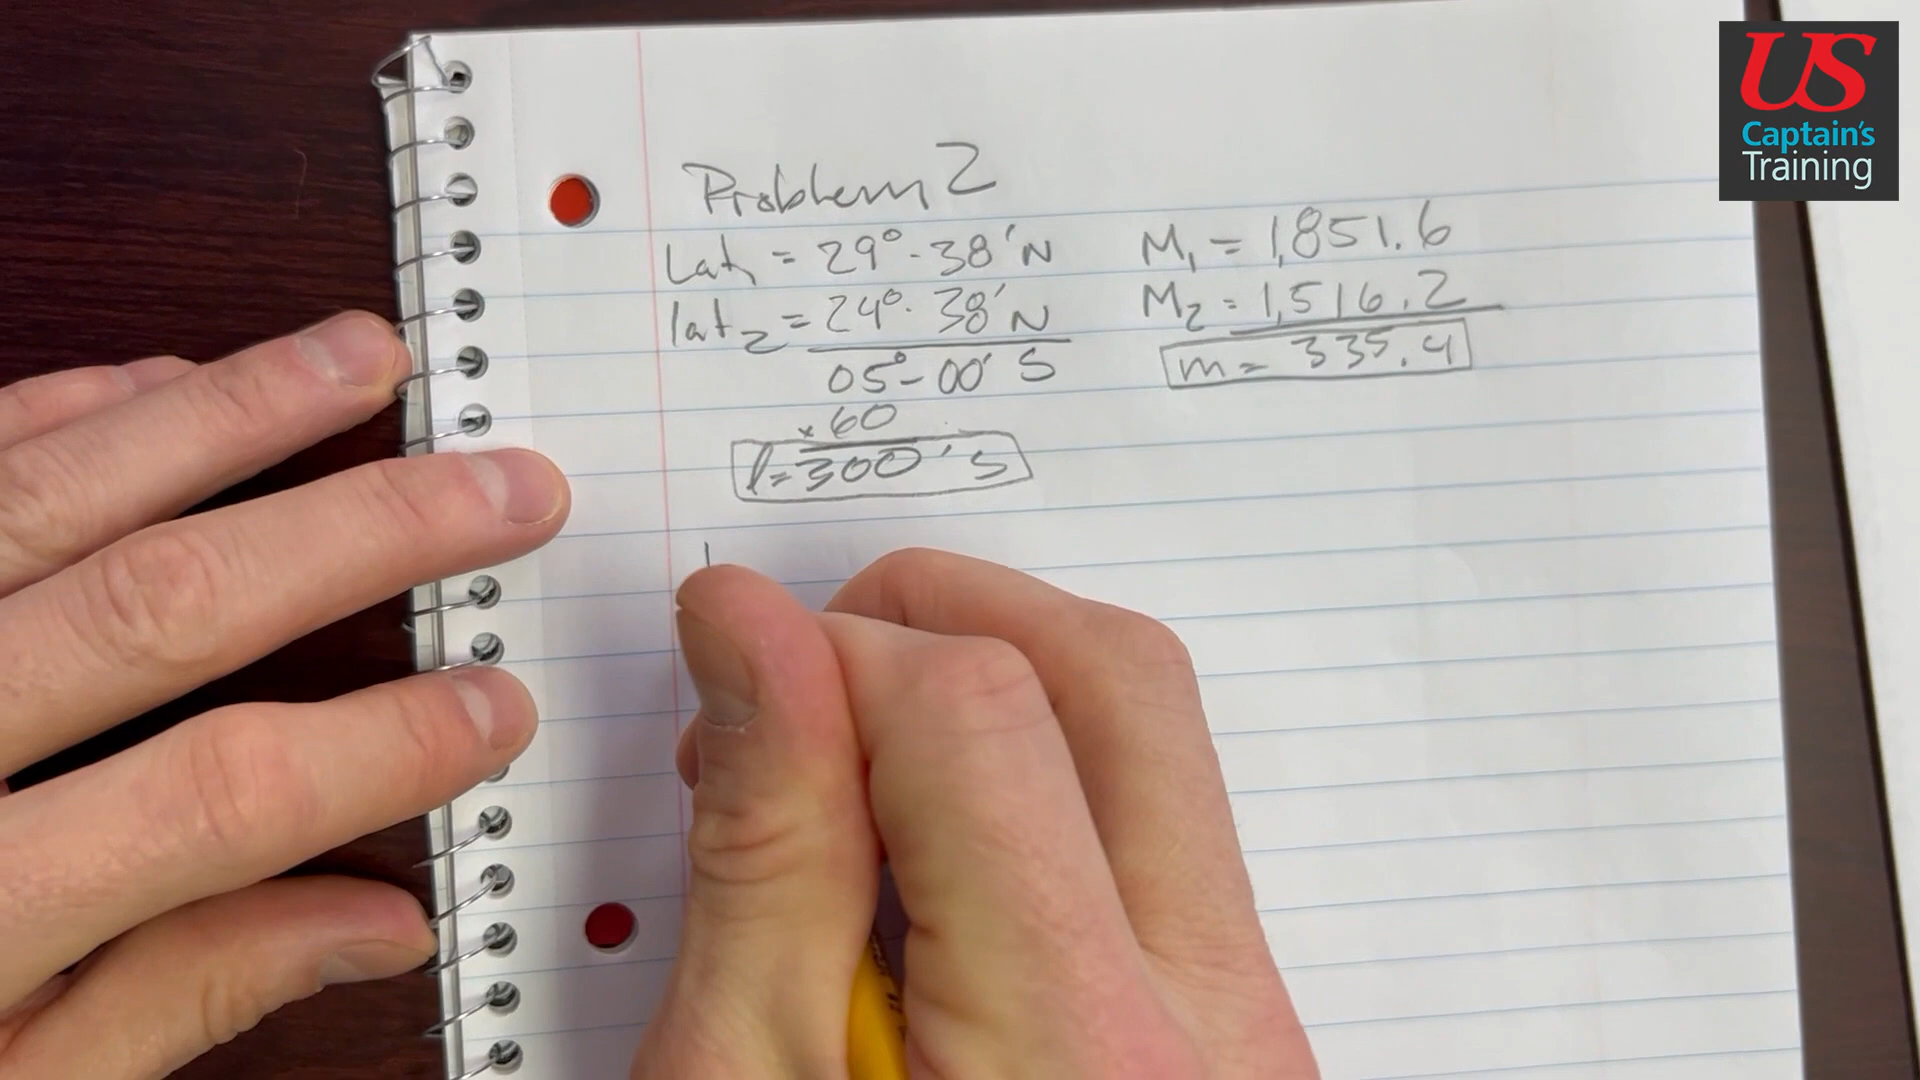 US
Captain's
Training
Problem 2
Lat₁ = 29° - 38' N
M₁ = 1,851.6
lat₂ = 24° - 38' N
M₂ = 1,516.2
05° - 00' S
m = 335.4
× 60
l = 300' S